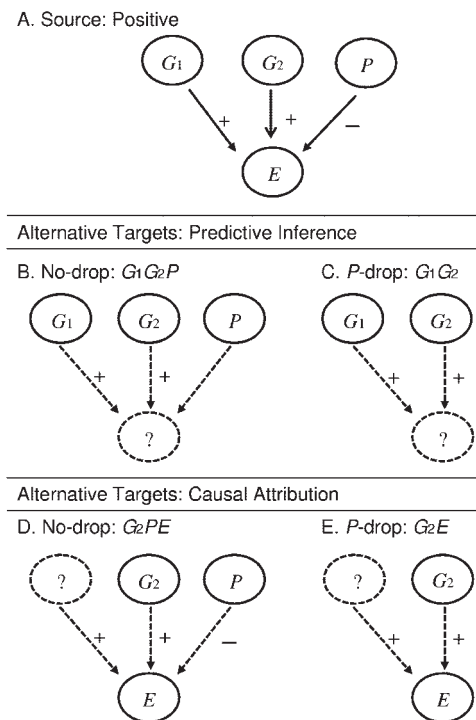 A. Source: Positive
G1 G2 P
+ + –
E
Alternative Targets: Predictive Inference
B. No-drop: G1G2P C. P-drop: G1G2
G1 G2 P G1 G2
+ + + +
? ?
Alternative Targets: Causal Attribution
D. No-drop: G2PE E. P-drop: G2E
? G2 P ? G2
+ + – + +
E E